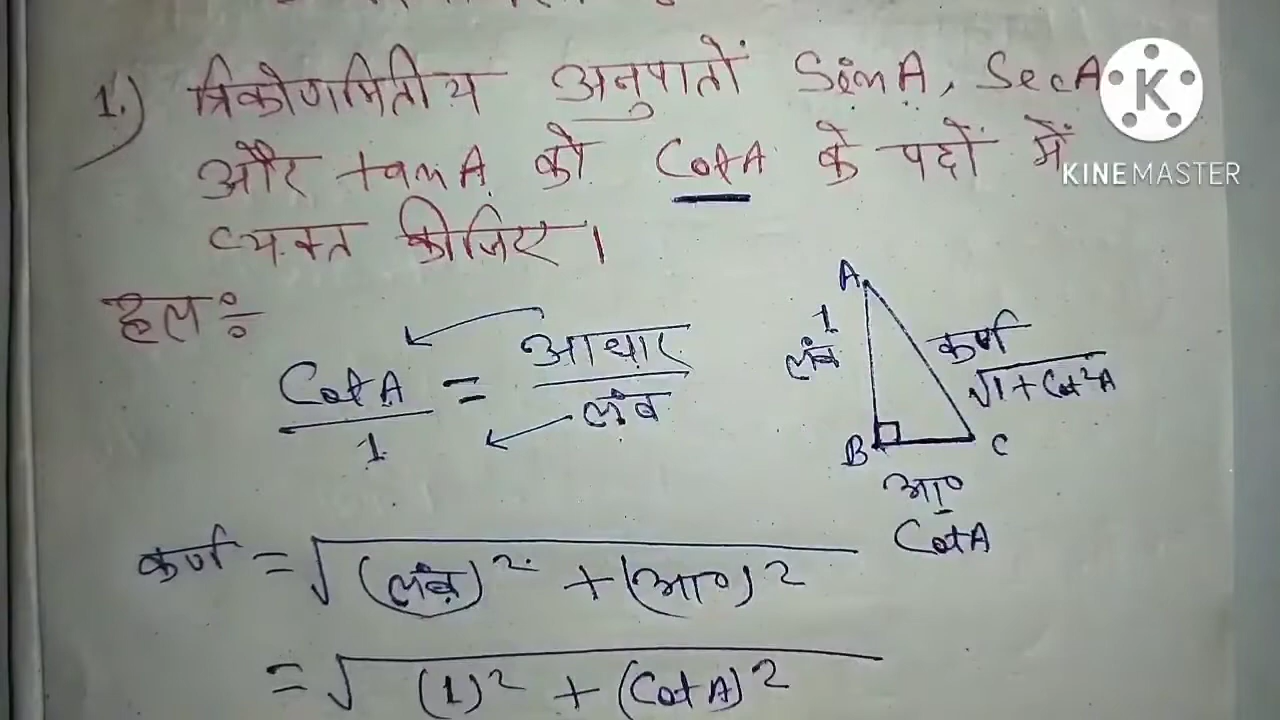 1.) त्रिकोणमितीय अनुपातों SinA, SecA
और tanA को CotA के पदों में
व्यक्त कीजिए।
हल÷
CotA/1 = आधार/लंब
A
1
लंब
कर्ण
√1+Cot²A
B
C
आ०
CotA
कर्ण = √(लंब)² + (आ०)²
= √(1)² + (CotA)²
K
KINEMASTER